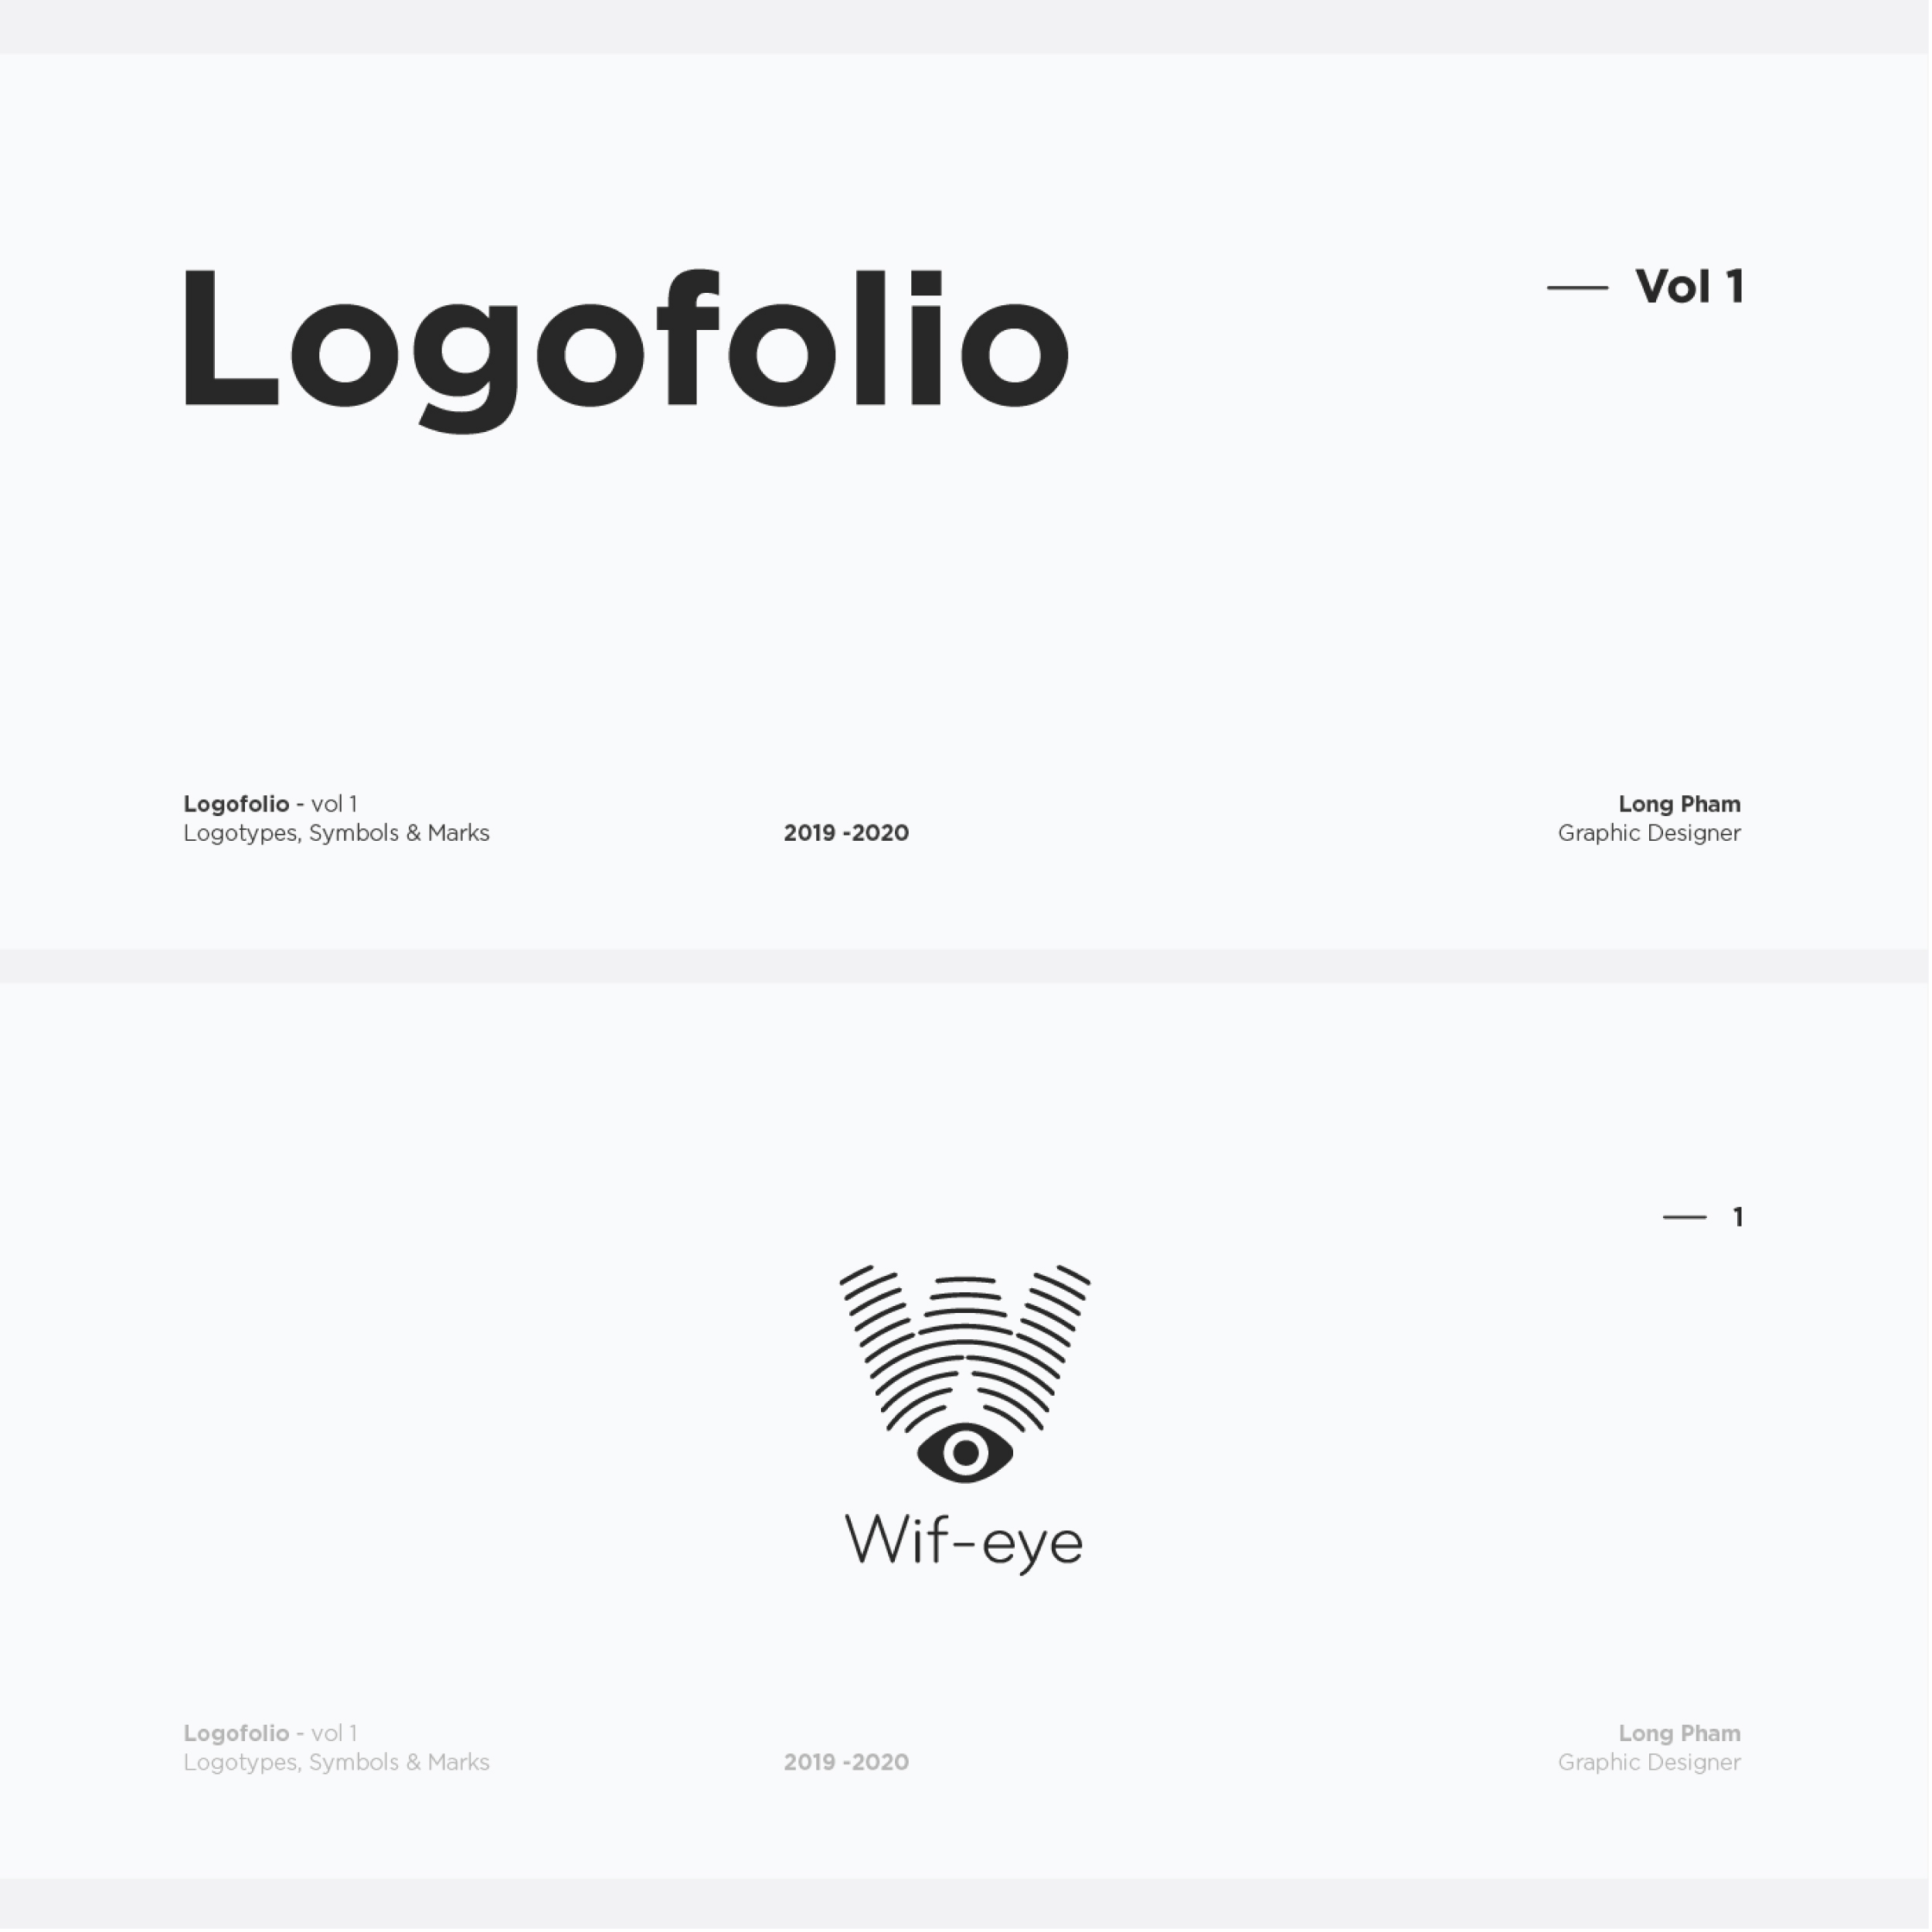 Logofolio
— Vol 1
Logofolio - vol 1
Logotypes, Symbols & Marks
2019 -2020
Long Pham
Graphic Designer
— 1
Wif-eye
Logofolio - vol 1
Logotypes, Symbols & Marks
2019 -2020
Long Pham
Graphic Designer